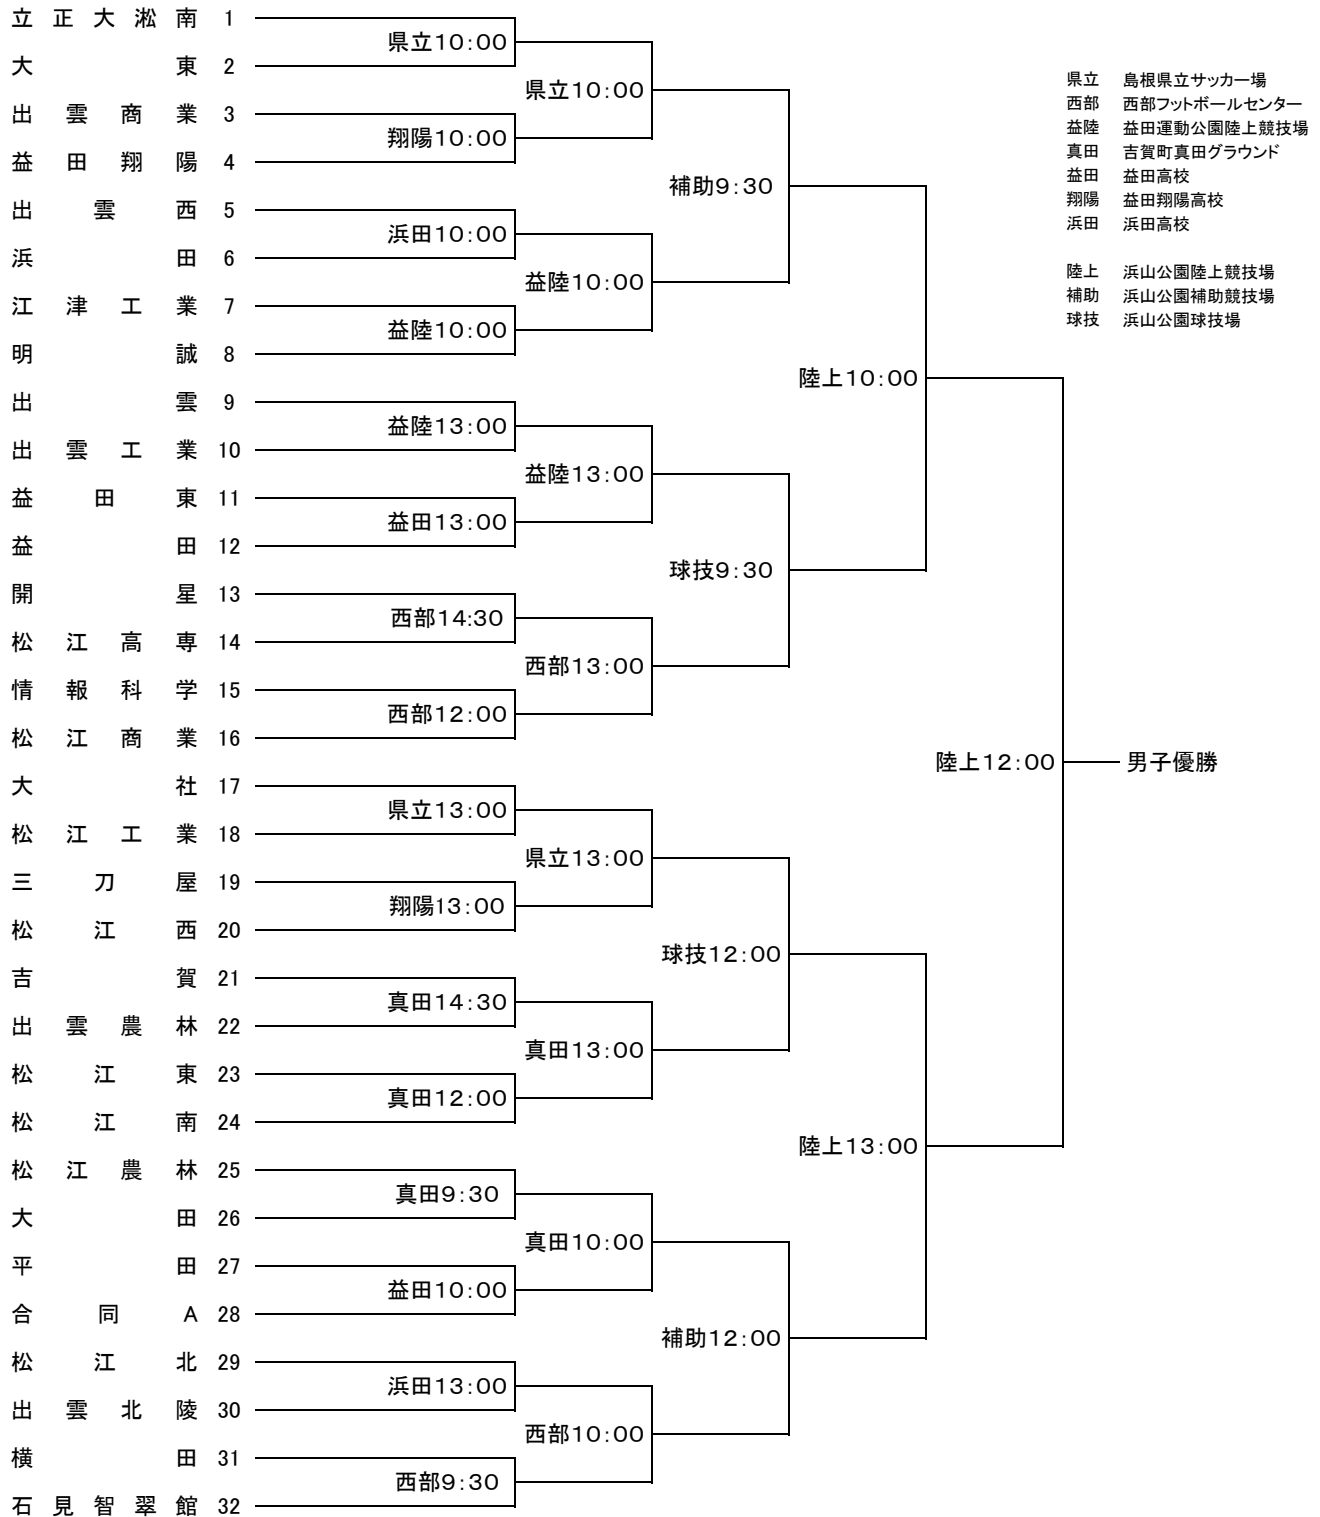 立正大淞南 1
県立10：00
大東 2
県立10：00
出雲商業 3
翔陽10：00
益田翔陽 4
補助9：30
出雲西 5
浜田10：00
浜田 6
益陸10：00
江津工業 7
益陸10：00
明誠 8
陸上10：00
出雲 9
益陸13：00
出雲工業 10
益陸13：00
益田東 11
益田13：00
益田 12
球技9：30
開星 13
西部14:30
松江高専 14
西部13：00
情報科学 15
西部12：00
松江商業 16
陸上12：00 男子優勝
大社 17
県立13：00
松江工業 18
県立13：00
三刀屋 19
翔陽13：00
松江西 20
球技12：00
吉賀 21
真田14：30
出雲農林 22
真田13：00
松江東 23
真田12：00
松江南 24
陸上13：00
松江農林 25
真田9：30
大田 26
真田10：00
平田 27
益田10：00
合同A 28
補助12：00
松江北 29
浜田13：00
出雲北陵 30
西部10：00
横田 31
西部9：30
石見智翠館 32
県立 島根県立サッカー場
西部 西部フットボールセンター
益陸 益田運動公園陸上競技場
真田 吉賀町真田グラウンド
益田 益田高校
翔陽 益田翔陽高校
浜田 浜田高校
陸上 浜山公園陸上競技場
補助 浜山公園補助競技場
球技 浜山公園球技場